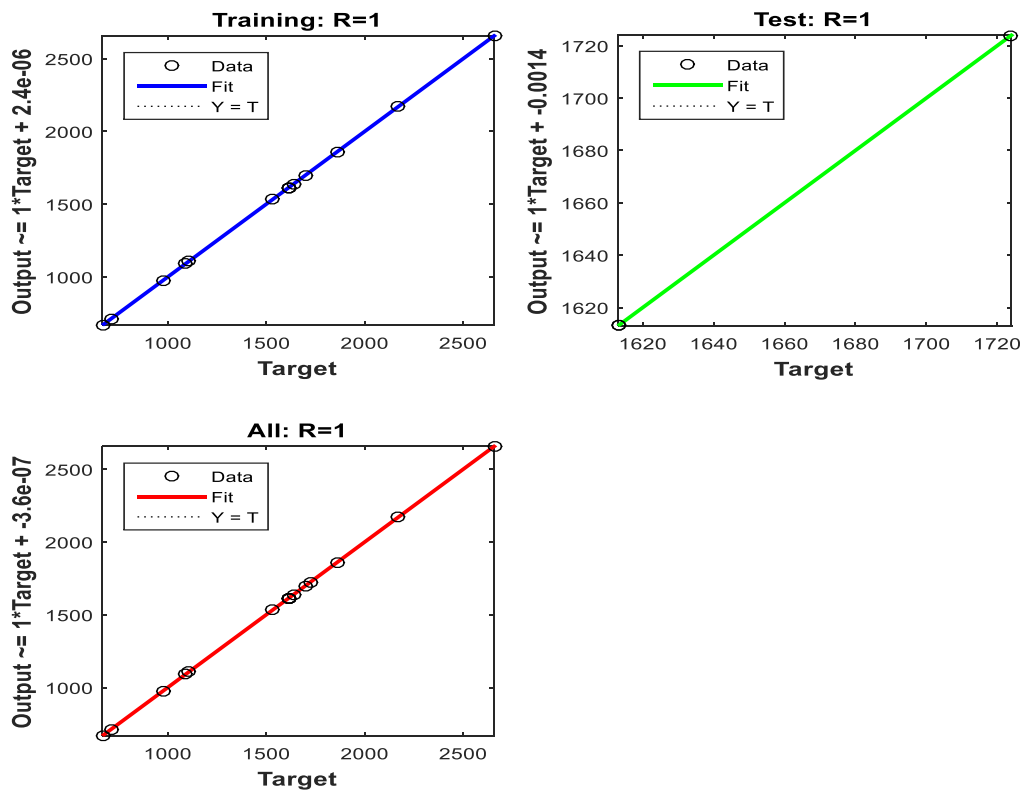 Training: R=1
Output ~= 1*Target + 2.4e-06
2500
2000
1500
1000
Data
Fit
Y = T
1000 1500 2000 2500
Target
Test: R=1
Output ~= 1*Target + -0.0014
1720
1700
1680
1660
1640
1620
Data
Fit
Y = T
1620 1640 1660 1680 1700 1720
Target
All: R=1
Output ~= 1*Target + -3.6e-07
2500
2000
1500
1000
Data
Fit
Y = T
1000 1500 2000 2500
Target